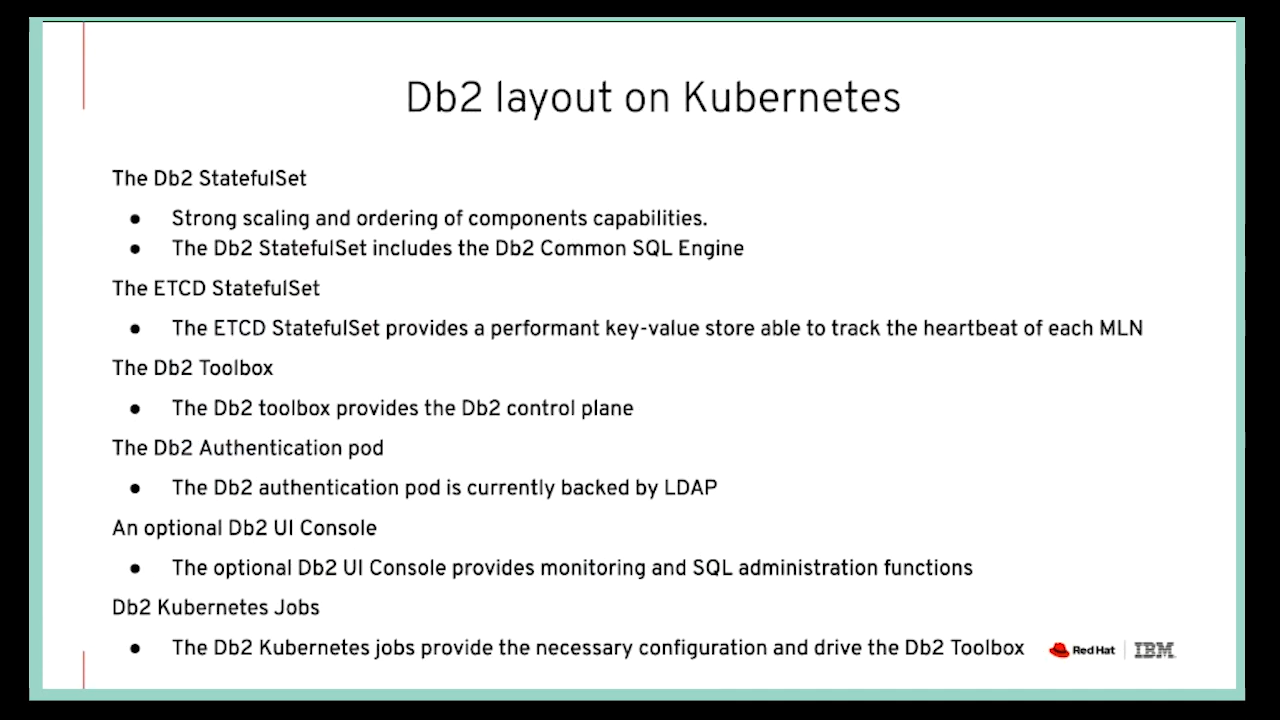 Db2 layout on Kubernetes
The Db2 StatefulSet
● Strong scaling and ordering of components capabilities.
● The Db2 StatefulSet includes the Db2 Common SQL Engine
The ETCD StatefulSet
● The ETCD StatefulSet provides a performant key-value store able to track the heartbeat of each MLN
The Db2 Toolbox
● The Db2 toolbox provides the Db2 control plane
The Db2 Authentication pod
● The Db2 authentication pod is currently backed by LDAP
An optional Db2 UI Console
● The optional Db2 UI Console provides monitoring and SQL administration functions
Db2 Kubernetes Jobs
● The Db2 Kubernetes jobs provide the necessary configuration and drive the Db2 Toolbox
Red Hat | IBM